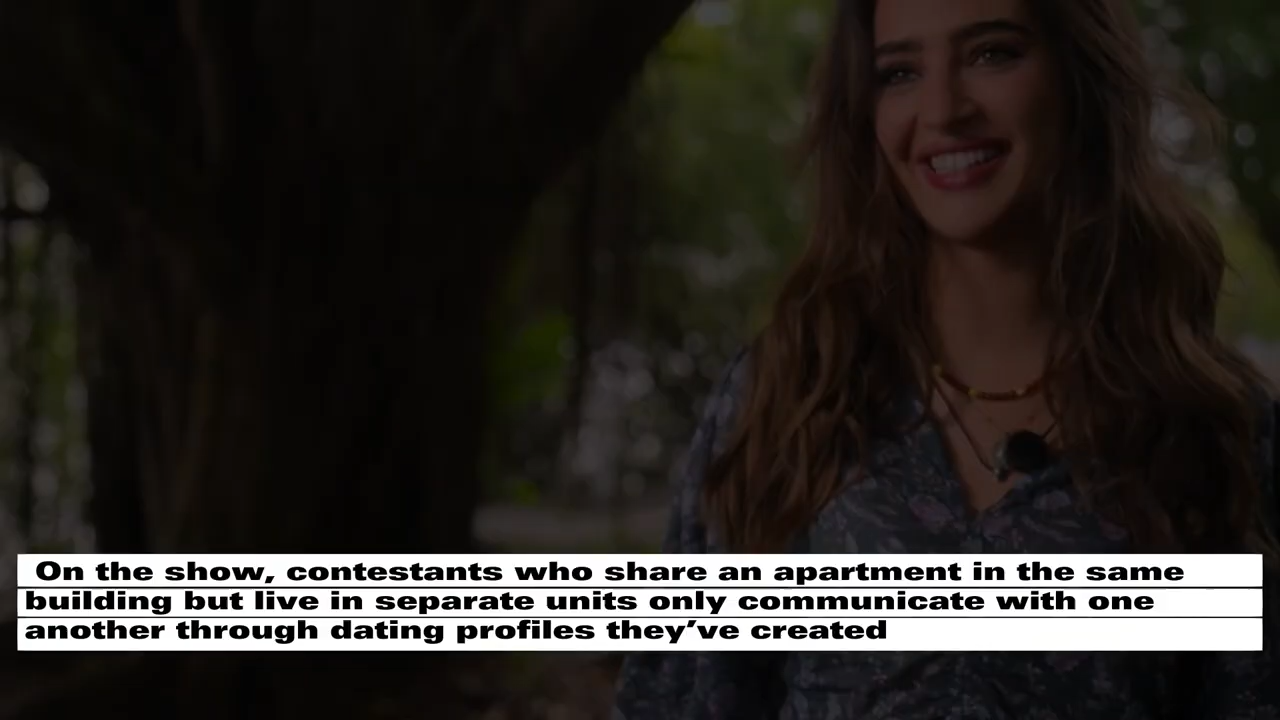 On the show, contestants who share an apartment in the same
building but live in separate units only communicate with one
another through dating profiles they’ve created